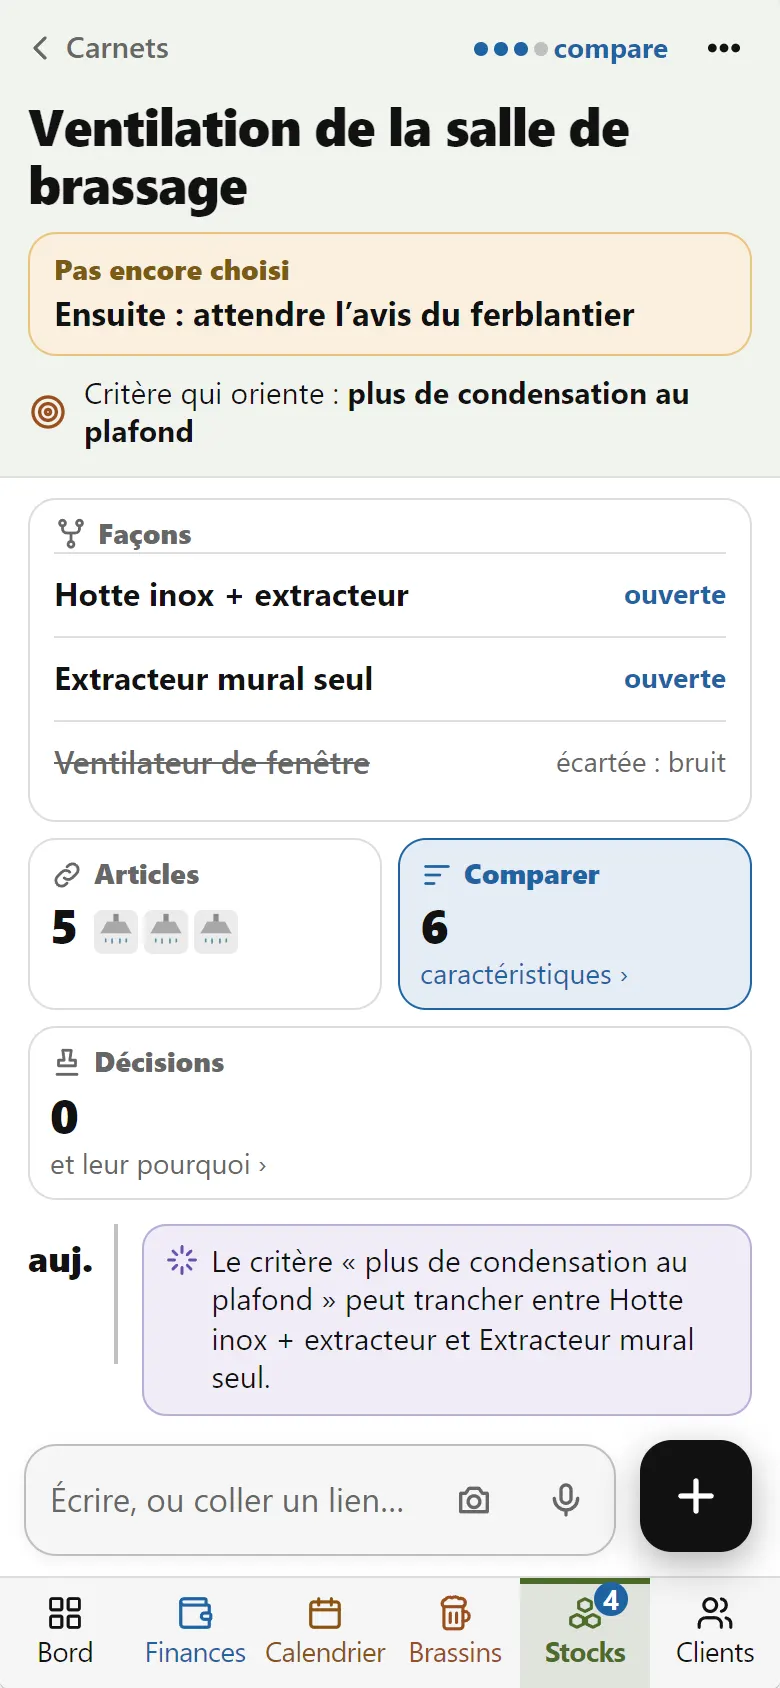 Carnets
compare
Ventilation de la salle de
brassage
Pas encore choisi
Ensuite : attendre l’avis du ferblantier
Critère qui oriente : plus de condensation au
plafond
Façons
Hotte inox + extracteur ouverte
Extracteur mural seul ouverte
Ventilateur de fenêtre écartée : bruit
Articles
5
Comparer
6
caractéristiques ›
Décisions
0
et leur pourquoi ›
auj.
Le critère « plus de condensation au
plafond » peut trancher entre Hotte
inox + extracteur et Extracteur mural
seul.
Écrire, ou coller un lien...
Bord
Finances
Calendrier
Brassins
4
Stocks
Clients